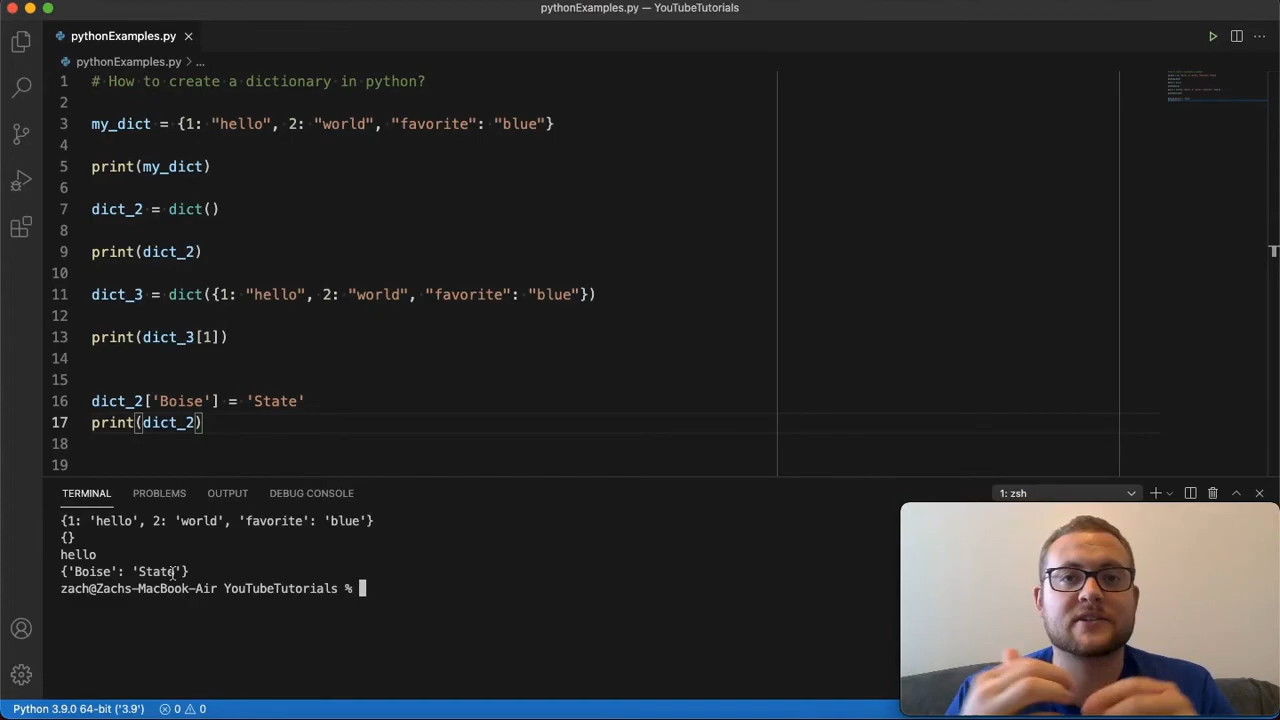 pythonExamples.py — YouTubeTutorials
pythonExamples.py
pythonExamples.py > ...
1 # How to create a dictionary in python?
2
3 my_dict = {1: "hello", 2: "world", "favorite": "blue"}
4
5 print(my_dict)
6
7 dict_2 = dict()
8
9 print(dict_2)
10
11 dict_3 = dict({1: "hello", 2: "world", "favorite": "blue"})
12
13 print(dict_3[1])
14
15
16 dict_2['Boise'] = 'State'
17 print(dict_2)
18
19
TERMINAL PROBLEMS OUTPUT DEBUG CONSOLE 1: zsh
{1: 'hello', 2: 'world', 'favorite': 'blue'}
{}
hello
{'Boise': 'State'}
zach@Zachs-MacBook-Air YouTubeTutorials %
Python 3.9.0 64-bit ('3.9') 0 0